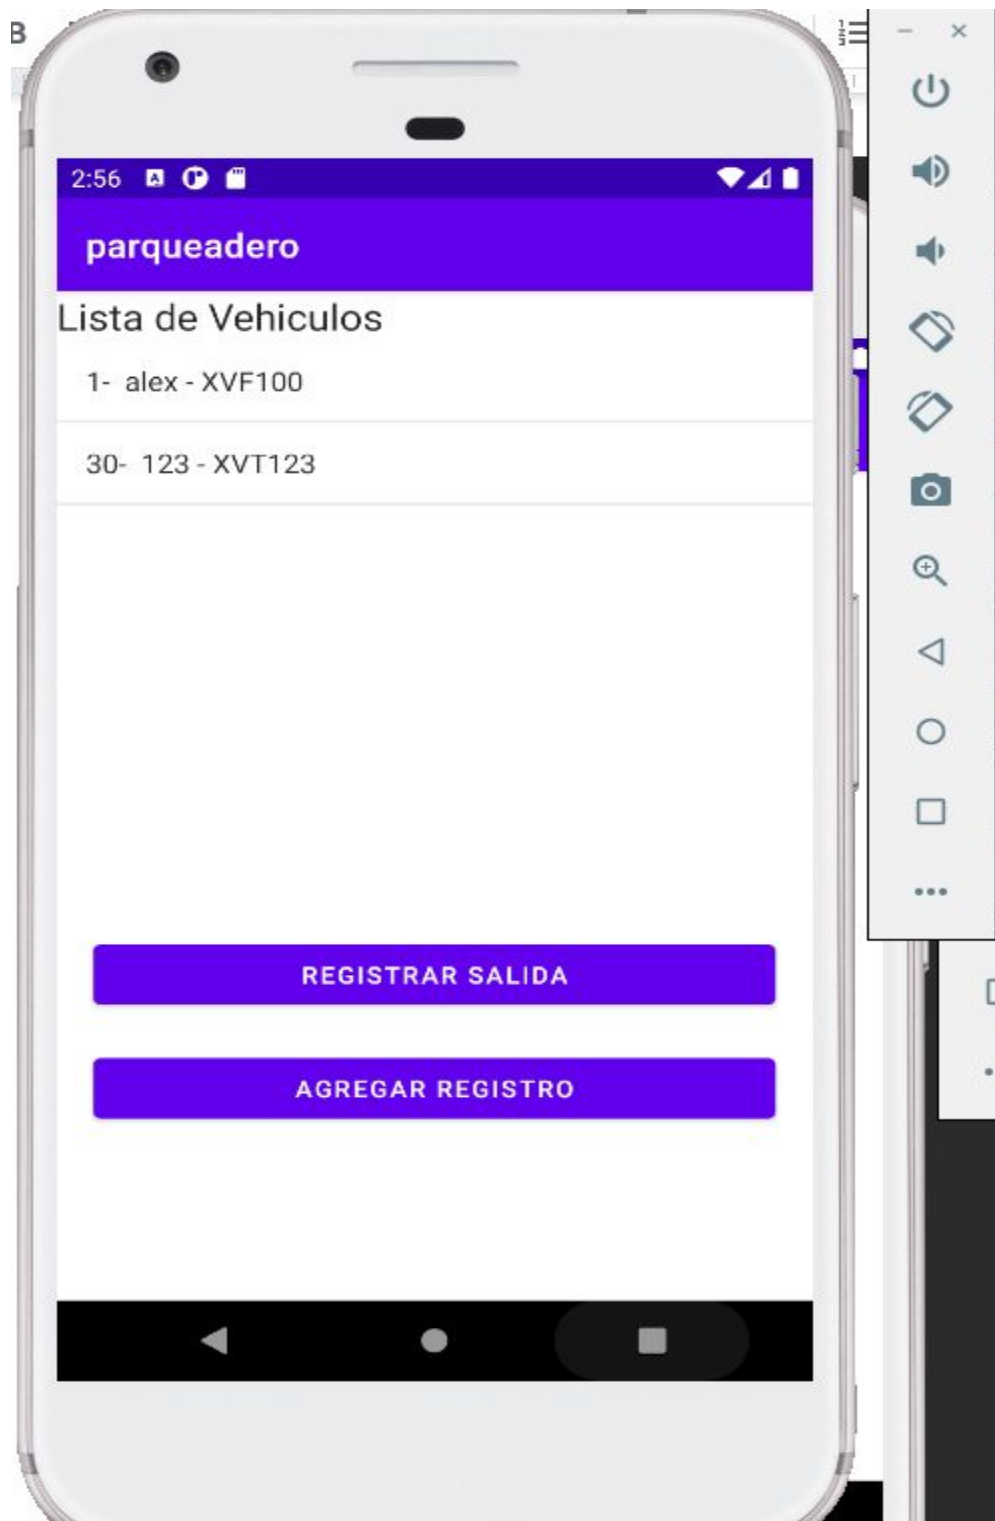 B
2:56
parqueadero
Lista de Vehiculos
1- alex - XVF100
30- 123 - XVT123
REGISTRAR SALIDA
AGREGAR REGISTRO